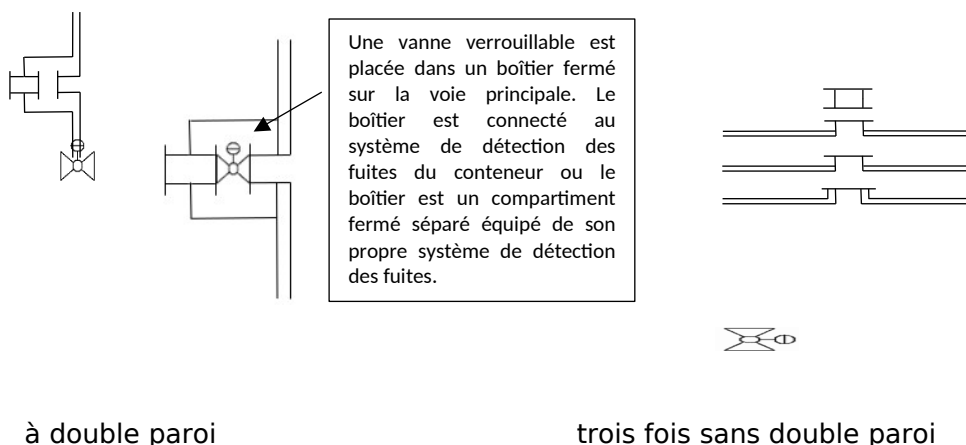 Une vanne verrouillable est
placée dans un boîtier fermé
sur la voie principale. Le
boîtier est connecté au
système de détection des
fuites du conteneur ou le
boîtier est un compartiment
fermé séparé équipé de son
propre système de détection
des fuites.
à double paroi
trois fois sans double paroi